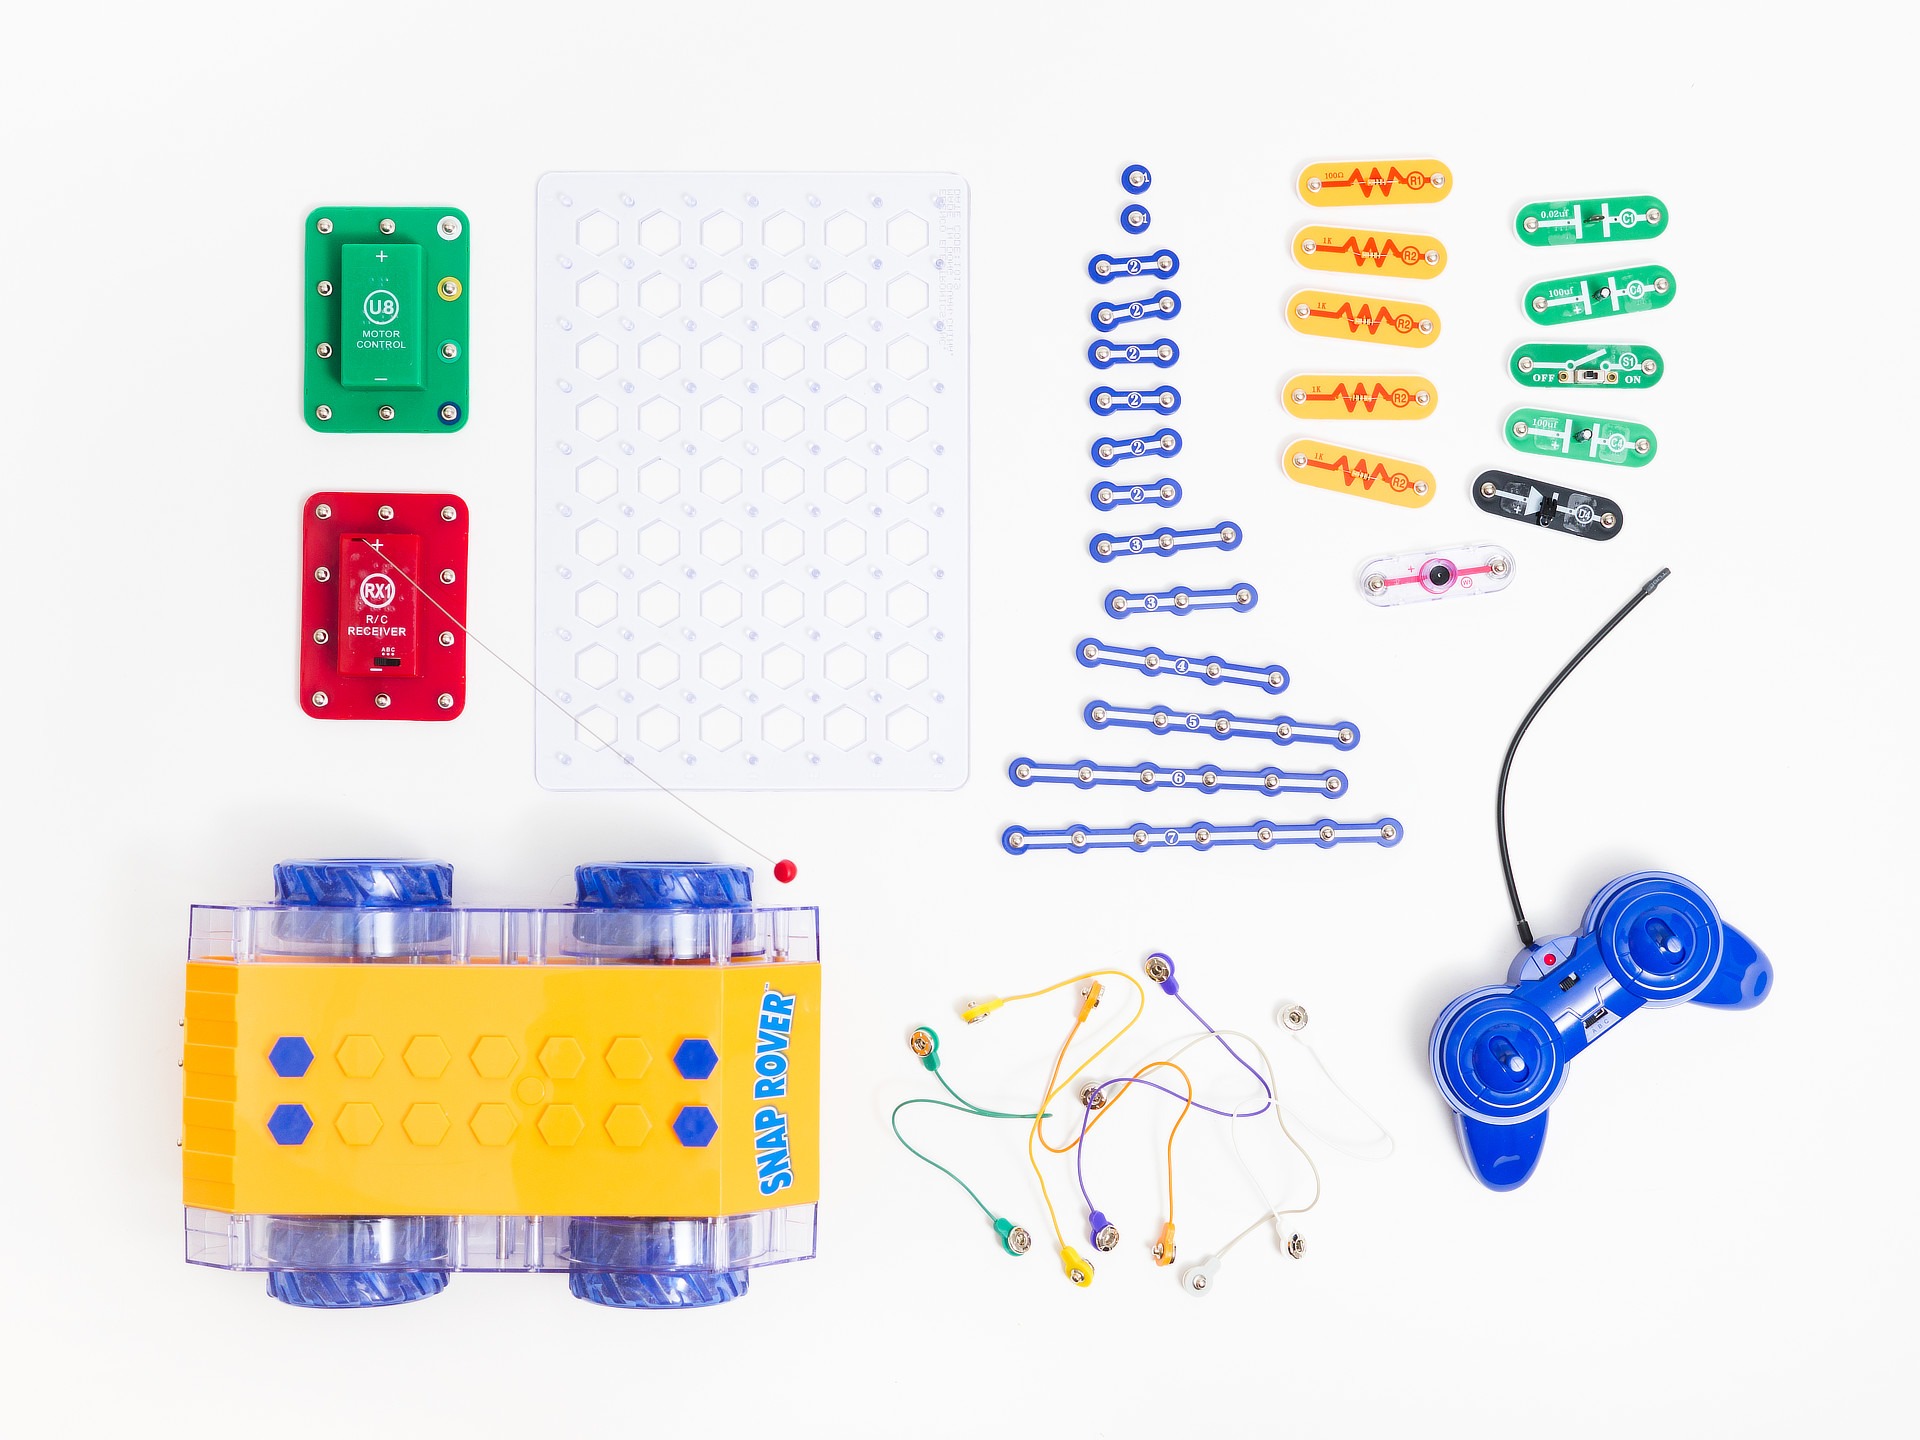 +
U8
MOTOR
CONTROL
—
+
RX1
R/C
RECEIVER
ABC
—
1
1
2
2
2
2
2
2
3
3
4
5
6
7
100Ω R1
1K R2
1K R2
1K R2
1K R2
0.02uf C1
100uf + C4
S1
OFF ON
100uf + C4
+ D4
+ W1
SNAP ROVER™
A B C